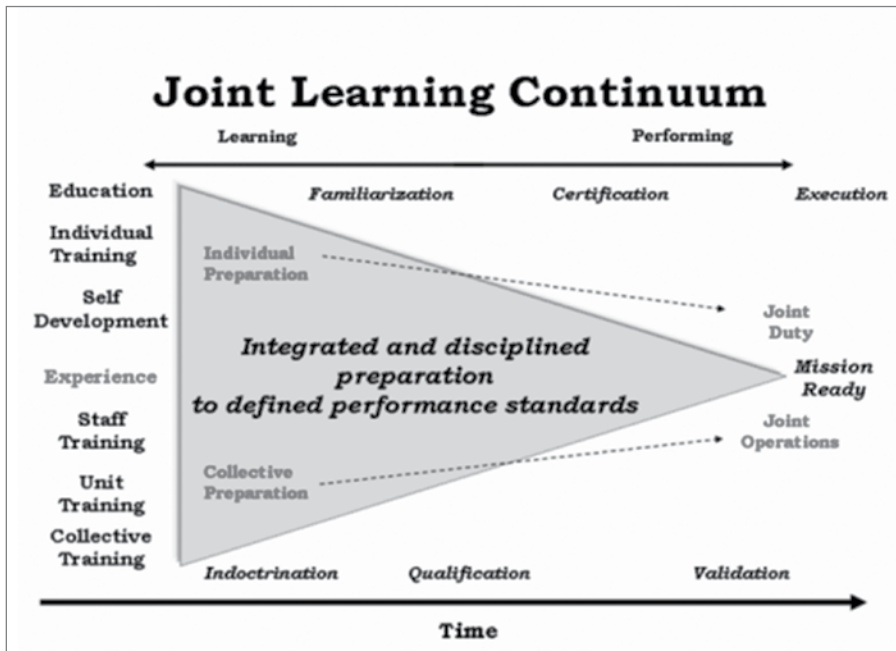 Joint Learning Continuum
Learning
Performing
Education
Familiarization
Certification
Execution
Individual
Training
Individual
Preparation
Self
Development
Joint
Duty
Integrated and disciplined
preparation
to defined performance standards
Experience
Mission
Ready
Staff
Training
Joint
Operations
Collective
Preparation
Unit
Training
Collective
Training
Indoctrination
Qualification
Validation
Time